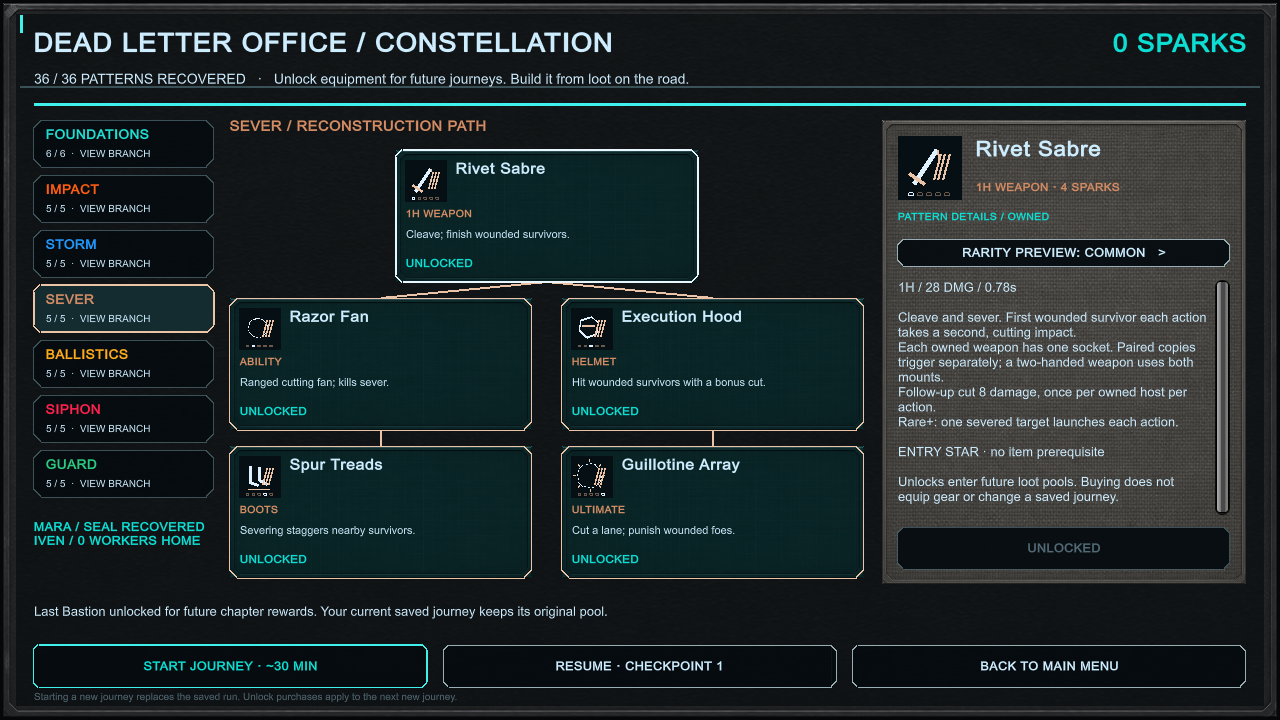 DEAD LETTER OFFICE / CONSTELLATION
0 SPARKS
36 / 36 PATTERNS RECOVERED · Unlock equipment for future journeys. Build it from loot on the road.
FOUNDATIONS
6 / 6 · VIEW BRANCH
IMPACT
5 / 5 · VIEW BRANCH
STORM
5 / 5 · VIEW BRANCH
SEVER
5 / 5 · VIEW BRANCH
BALLISTICS
5 / 5 · VIEW BRANCH
SIPHON
5 / 5 · VIEW BRANCH
GUARD
5 / 5 · VIEW BRANCH
MARA / SEAL RECOVERED
IVEN / 0 WORKERS HOME
SEVER / RECONSTRUCTION PATH
Rivet Sabre
1H WEAPON
Cleave; finish wounded survivors.
UNLOCKED
Razor Fan
ABILITY
Ranged cutting fan; kills sever.
UNLOCKED
Execution Hood
HELMET
Hit wounded survivors with a bonus cut.
UNLOCKED
Spur Treads
BOOTS
Severing staggers nearby survivors.
UNLOCKED
Guillotine Array
ULTIMATE
Cut a lane; punish wounded foes.
UNLOCKED
Rivet Sabre
1H WEAPON · 4 SPARKS
PATTERN DETAILS / OWNED
RARITY PREVIEW: COMMON >
1H / 28 DMG / 0.78s
Cleave and sever. First wounded survivor each action
takes a second, cutting impact.
Each owned weapon has one socket. Paired copies
trigger separately; a two-handed weapon uses both
mounts.
Follow-up cut 8 damage, once per owned host per
action.
Rare+: one severed target launches each action.
ENTRY STAR · no item prerequisite
Unlocks enter future loot pools. Buying does not
equip gear or change a saved journey.
UNLOCKED
Last Bastion unlocked for future chapter rewards. Your current saved journey keeps its original pool.
START JOURNEY · ~30 MIN
RESUME · CHECKPOINT 1
BACK TO MAIN MENU
Starting a new journey replaces the saved run. Unlock purchases apply to the next new journey.